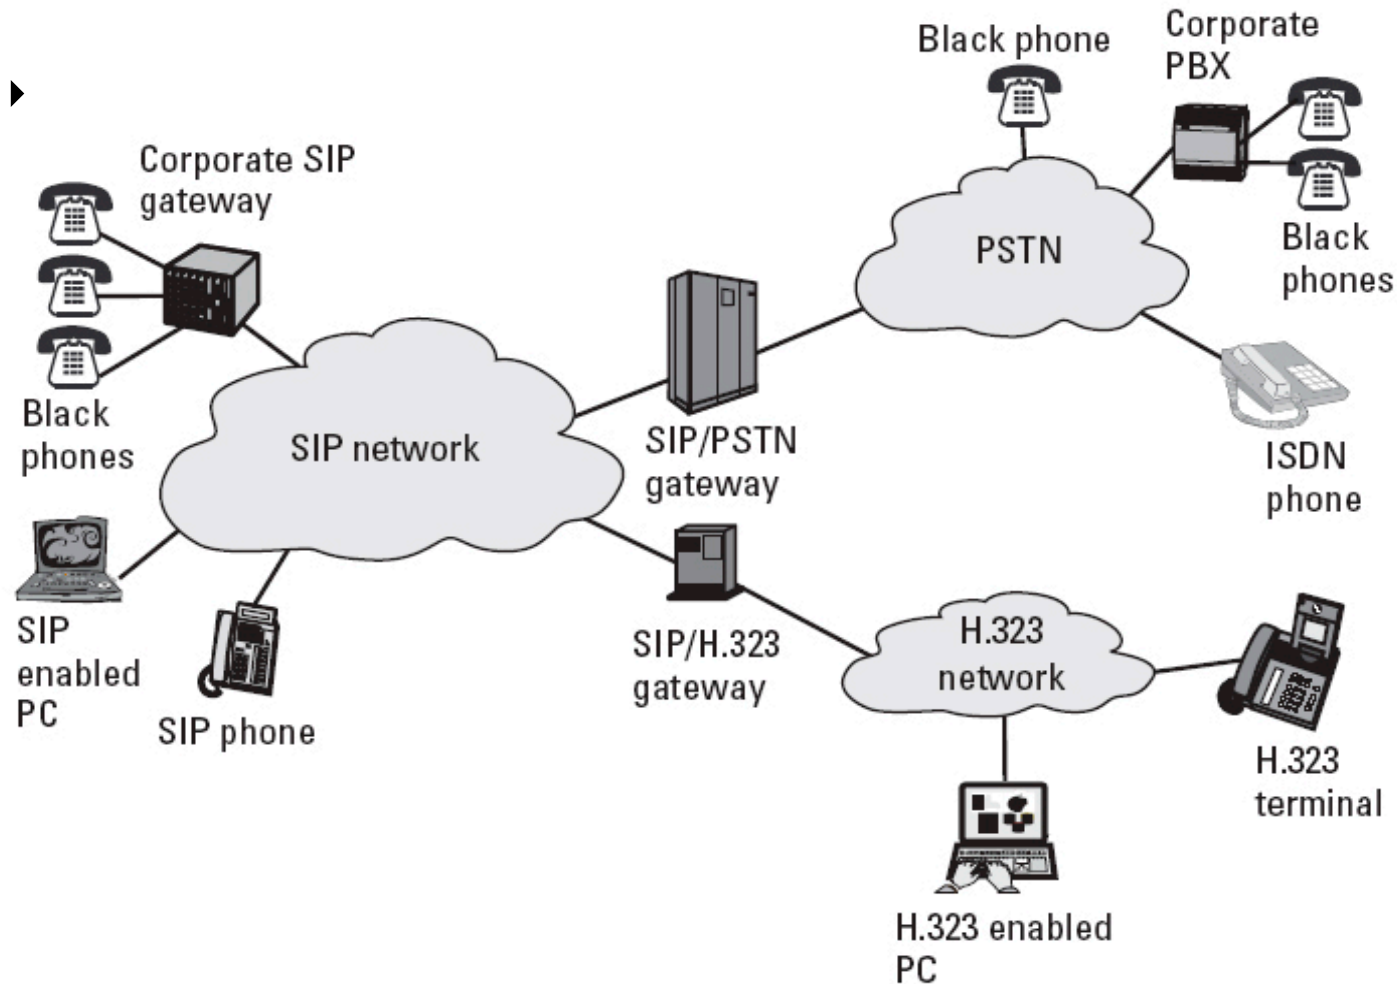 Black phone
Corporate
PBX
Corporate SIP
gateway
PSTN
Black
phones
Black
phones
SIP network
SIP/PSTN
gateway
ISDN
phone
SIP
enabled
PC
SIP phone
SIP/H.323
gateway
H.323
network
H.323
terminal
H.323 enabled
PC